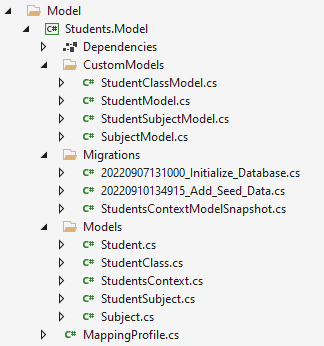 Model
C# Students.Model
Dependencies
CustomModels
C# StudentClassModel.cs
C# StudentModel.cs
C# StudentSubjectModel.cs
C# SubjectModel.cs
Migrations
C# 20220907131000_Initialize_Database.cs
C# 20220910134915_Add_Seed_Data.cs
C# StudentsContextModelSnapshot.cs
Models
C# Student.cs
C# StudentClass.cs
C# StudentsContext.cs
C# StudentSubject.cs
C# Subject.cs
C# MappingProfile.cs